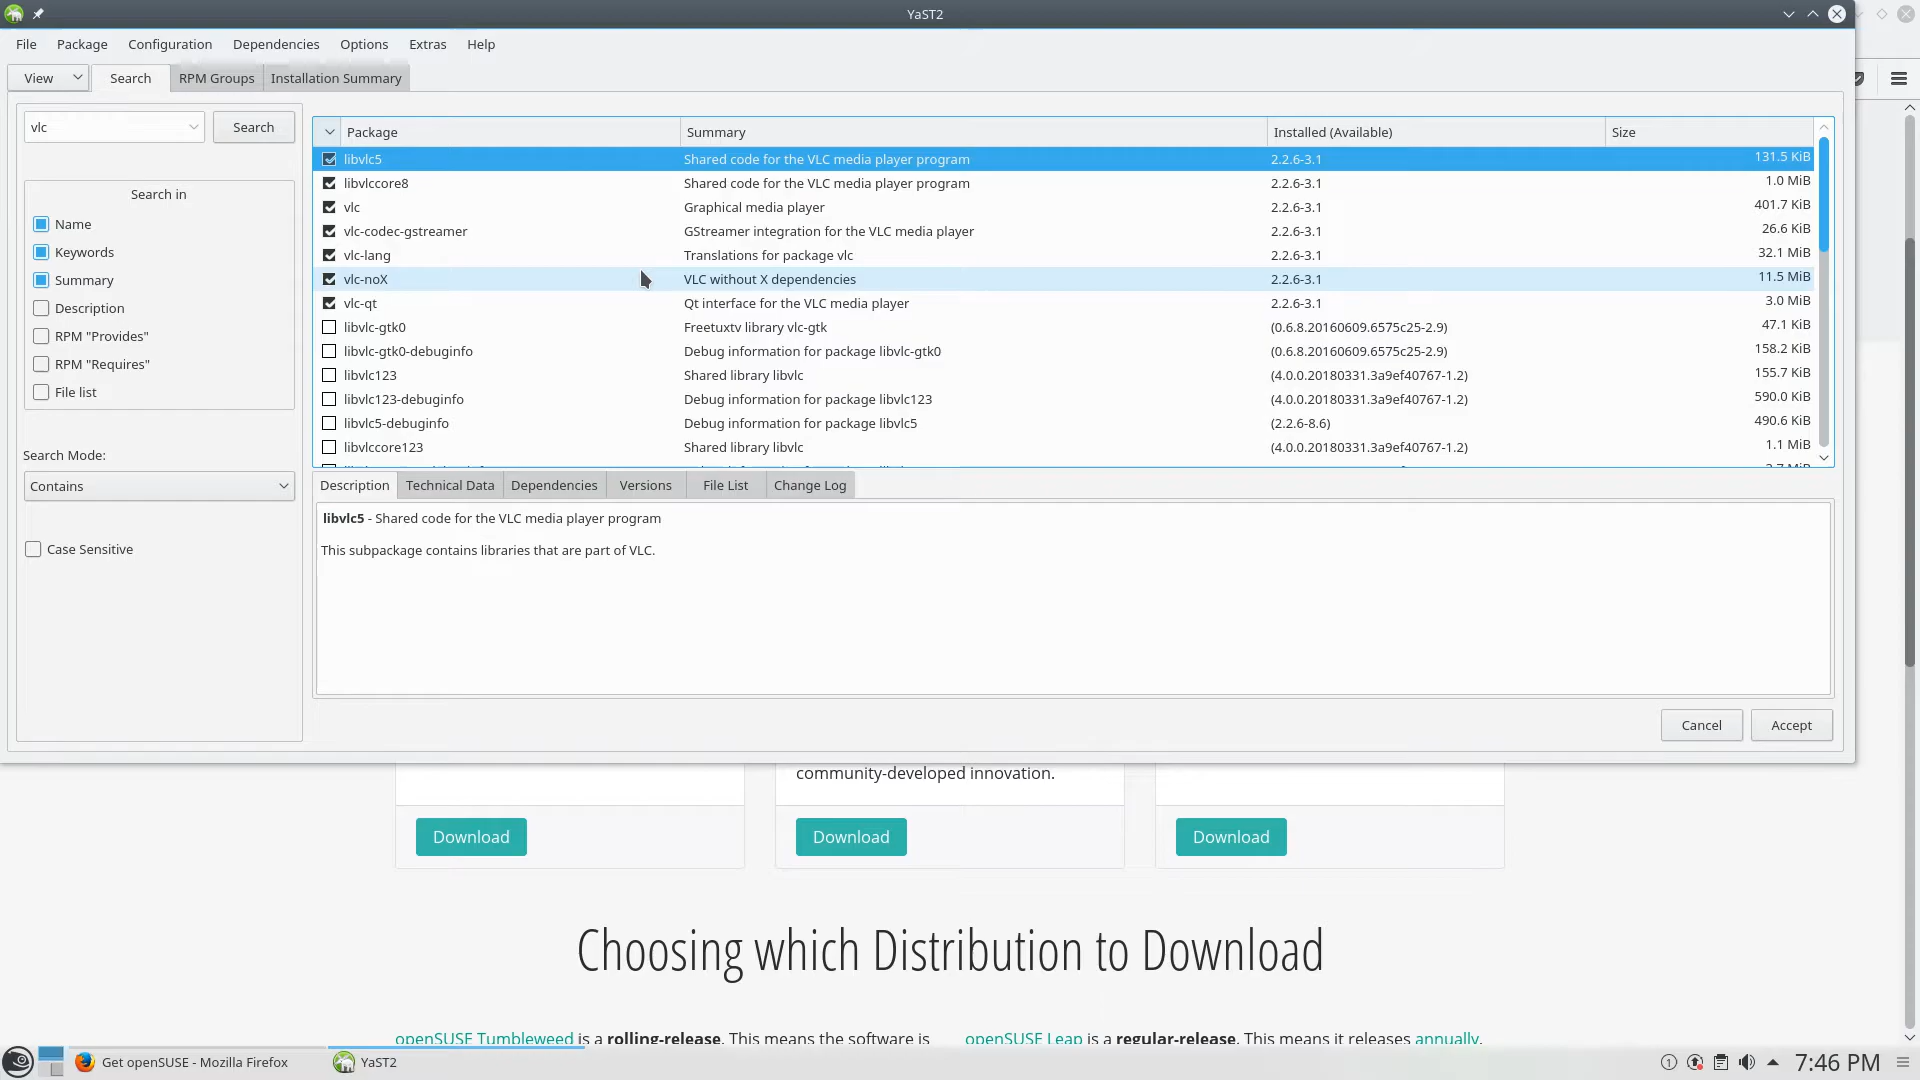 YaST2
File Package Configuration Dependencies Options Extras Help
View Search RPM Groups Installation Summary
vlc Search
Search in
Name
Keywords
Summary
Description
RPM "Provides"
RPM "Requires"
File list
Search Mode:
Contains
Case Sensitive
Package Summary Installed (Available) Size
libvlc5 Shared code for the VLC media player program 2.2.6-3.1 131.5 KiB
libvlccore8 Shared code for the VLC media player program 2.2.6-3.1 1.0 MiB
vlc Graphical media player 2.2.6-3.1 401.7 KiB
vlc-codec-gstreamer GStreamer integration for the VLC media player 2.2.6-3.1 26.6 KiB
vlc-lang Translations for package vlc 2.2.6-3.1 32.1 MiB
vlc-noX VLC without X dependencies 2.2.6-3.1 11.5 MiB
vlc-qt Qt interface for the VLC media player 2.2.6-3.1 3.0 MiB
libvlc-gtk0 Freetuxtv library vlc-gtk (0.6.8.20160609.6575c25-2.9) 47.1 KiB
libvlc-gtk0-debuginfo Debug information for package libvlc-gtk0 (0.6.8.20160609.6575c25-2.9) 158.2 KiB
libvlc123 Shared library libvlc (4.0.0.20180331.3a9ef40767-1.2) 155.7 KiB
libvlc123-debuginfo Debug information for package libvlc123 (4.0.0.20180331.3a9ef40767-1.2) 590.0 KiB
libvlc5-debuginfo Debug information for package libvlc5 (2.2.6-8.6) 490.6 KiB
libvlccore123 Shared library libvlc (4.0.0.20180331.3a9ef40767-1.2) 1.1 MiB
Description Technical Data Dependencies Versions File List Change Log
libvlc5 - Shared code for the VLC media player program
This subpackage contains libraries that are part of VLC.
Cancel Accept
community-developed innovation.
Download Download Download
Choosing which Distribution to Download
openSUSE Tumbleweed is a rolling-release. This means the software is
openSUSE Leap is a regular-release. This means it releases annually.
Get openSUSE - Mozilla Firefox YaST2 7:46 PM